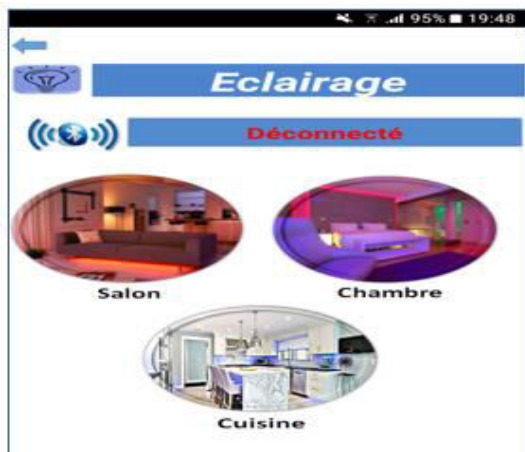 95% 19:48
Eclairage
Déconnecté
Salon
Chambre
Cuisine